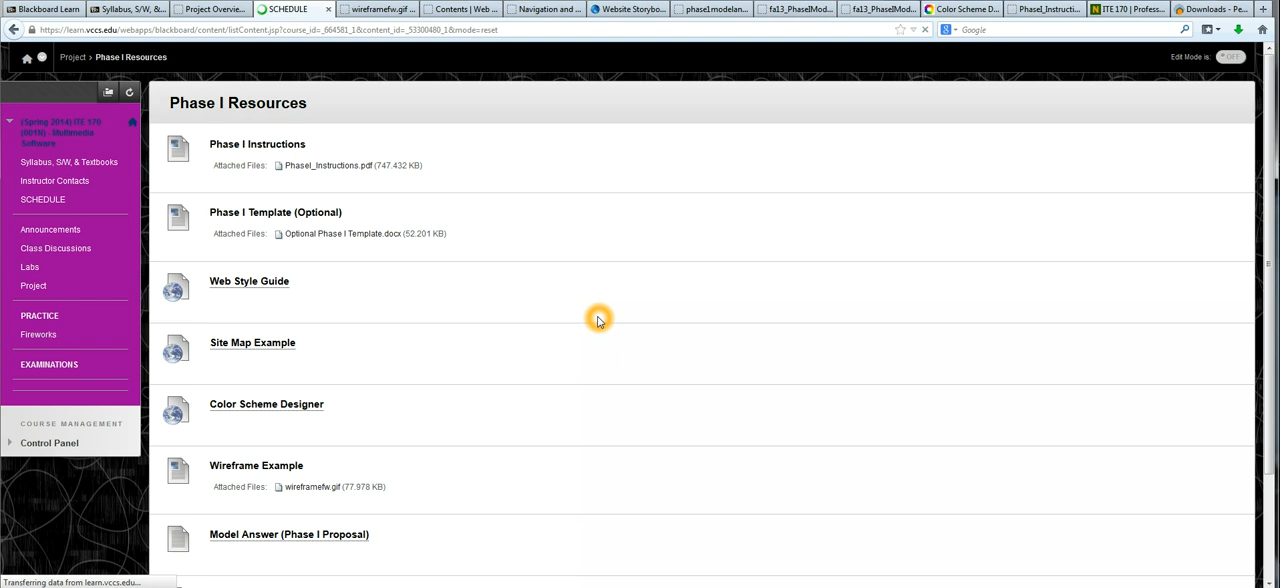 Blackboard Learn
Syllabus, S/W, &...
Project Overvie...
SCHEDULE
wireframefw.gif ...
Contents | Web ...
Navigation and ...
Website Storybo...
phase1modelan...
fa13_PhaseIMod...
fa13_PhaseIMod...
Color Scheme D...
PhaseI_Instructi...
ITE 170 | Profess...
Downloads - Pe...
https://learn.vccs.edu/webapps/blackboard/content/listContent.jsp?course_id=_664581_1&content_id=_53300480_1&mode=reset
Google
Project › Phase I Resources
Edit Mode is: OFF
(Spring 2014) ITE 170
(001N) - Multimedia
Software
Syllabus, S/W, & Textbooks
Instructor Contacts
SCHEDULE
Announcements
Class Discussions
Labs
Project
PRACTICE
Fireworks
EXAMINATIONS
COURSE MANAGEMENT
Control Panel
Phase I Resources
Phase I Instructions
Attached Files: PhaseI_Instructions.pdf (747.432 KB)
Phase I Template (Optional)
Attached Files: Optional Phase I Template.docx (52.201 KB)
Web Style Guide
Site Map Example
Color Scheme Designer
Wireframe Example
Attached Files: wireframefw.gif (77.978 KB)
Model Answer (Phase I Proposal)
Transferring data from learn.vccs.edu...